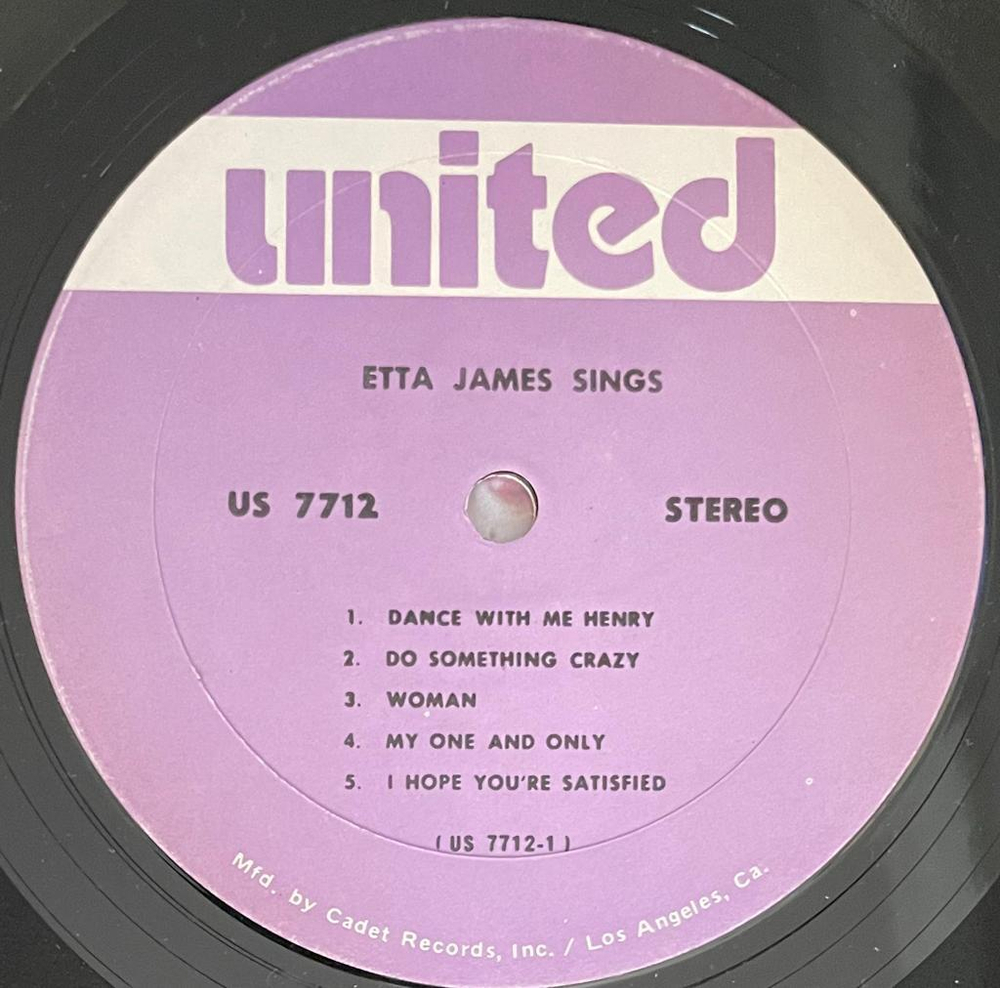 united
ETTA JAMES SINGS
US 7712
STEREO
1. DANCE WITH ME HENRY
2. DO SOMETHING CRAZY
3. WOMAN
4. MY ONE AND ONLY
5. I HOPE YOU'RE SATISFIED
( US 7712-1 )
Mfd. by Cadet Records, Inc. / Los Angeles, Ca.